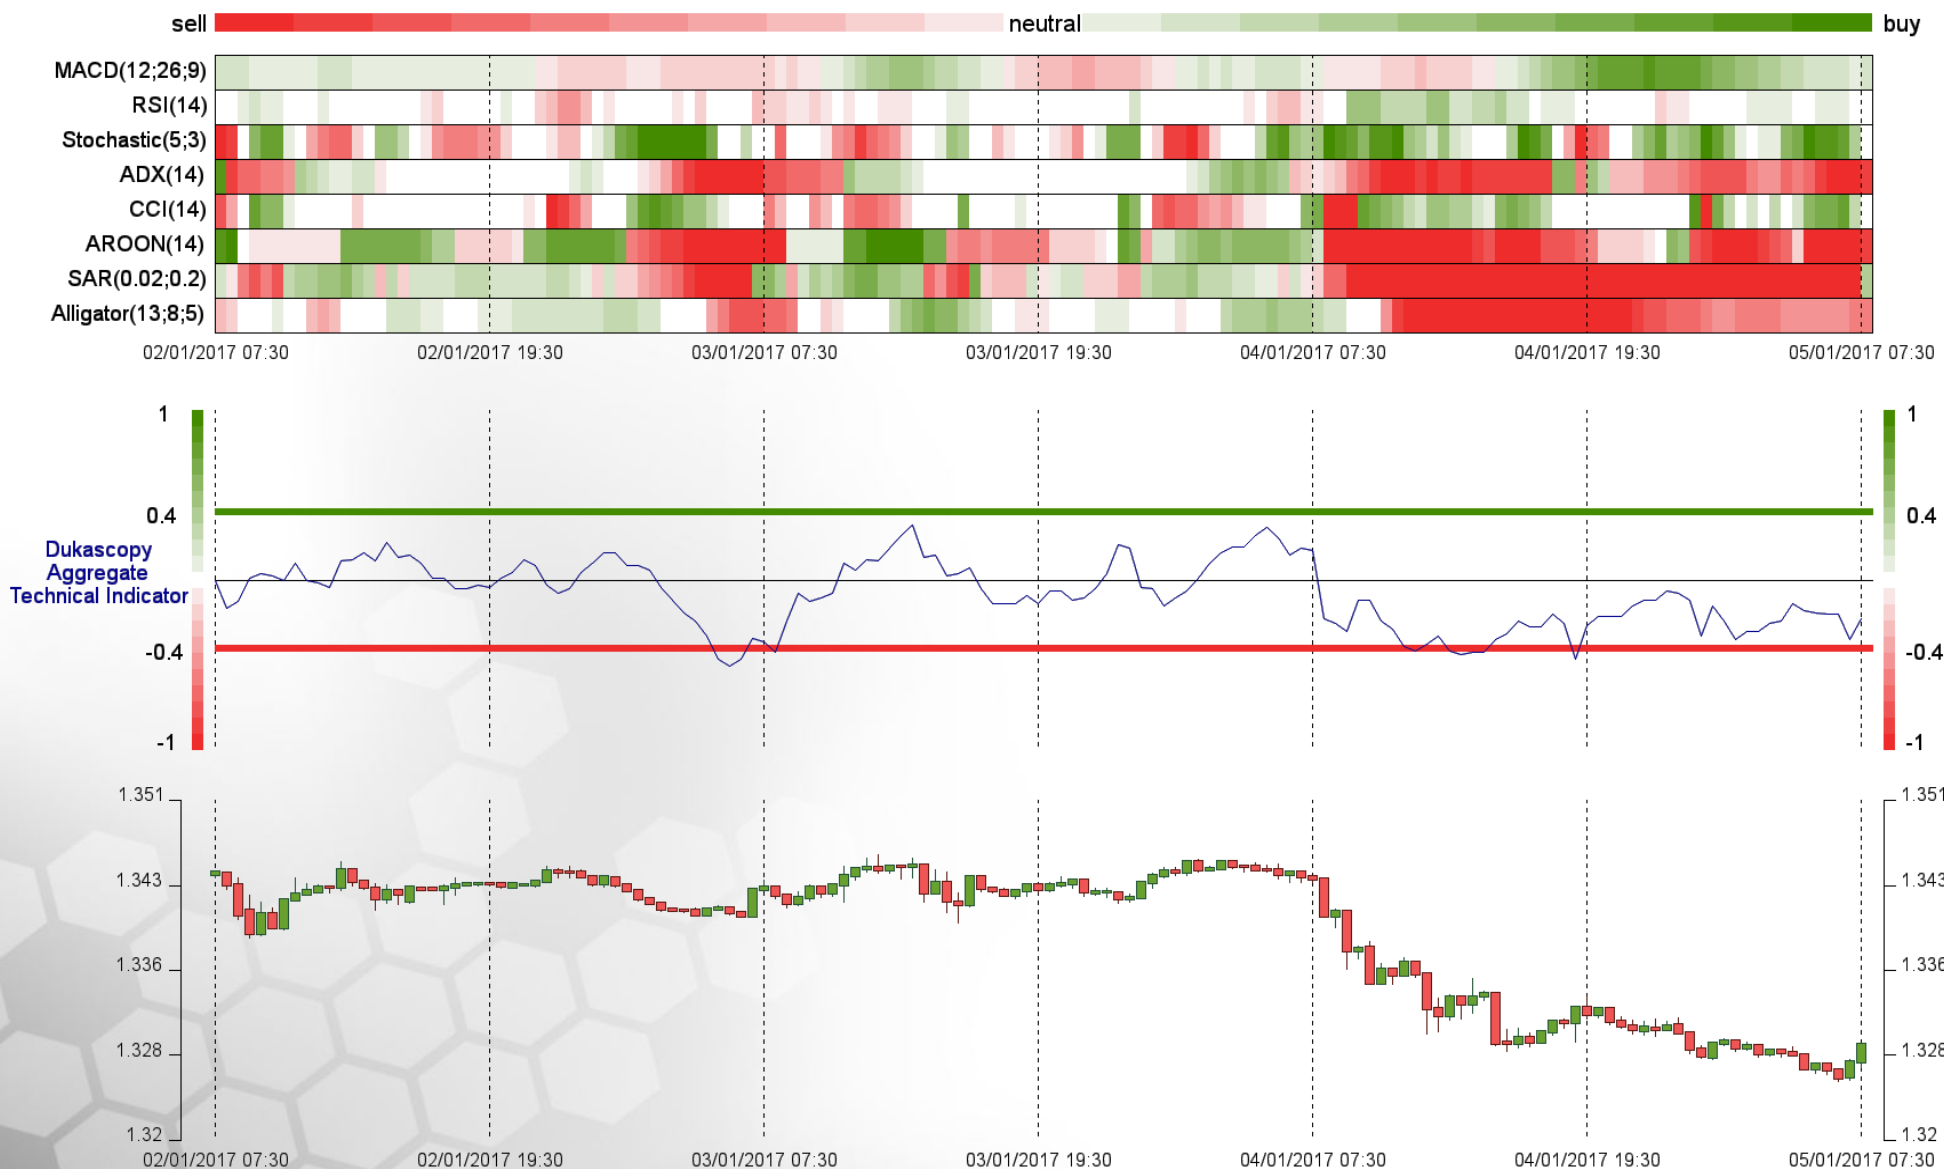 sell neutral buy
MACD(12;26;9)
RSI(14)
Stochastic(5;3)
ADX(14)
CCI(14)
AROON(14)
SAR(0.02;0.2)
Alligator(13;8;5)
02/01/2017 07:30 02/01/2017 19:30 03/01/2017 07:30 03/01/2017 19:30 04/01/2017 07:30 04/01/2017 19:30 05/01/2017 07:30
1 1
0.4 0.4
Dukascopy
Aggregate
Technical Indicator
-0.4 -0.4
-1 -1
1.351 1.351
1.343 1.343
1.336 1.336
1.328 1.328
1.32 1.32
02/01/2017 07:30 02/01/2017 19:30 03/01/2017 07:30 03/01/2017 19:30 04/01/2017 07:30 04/01/2017 19:30 05/01/2017 07:30